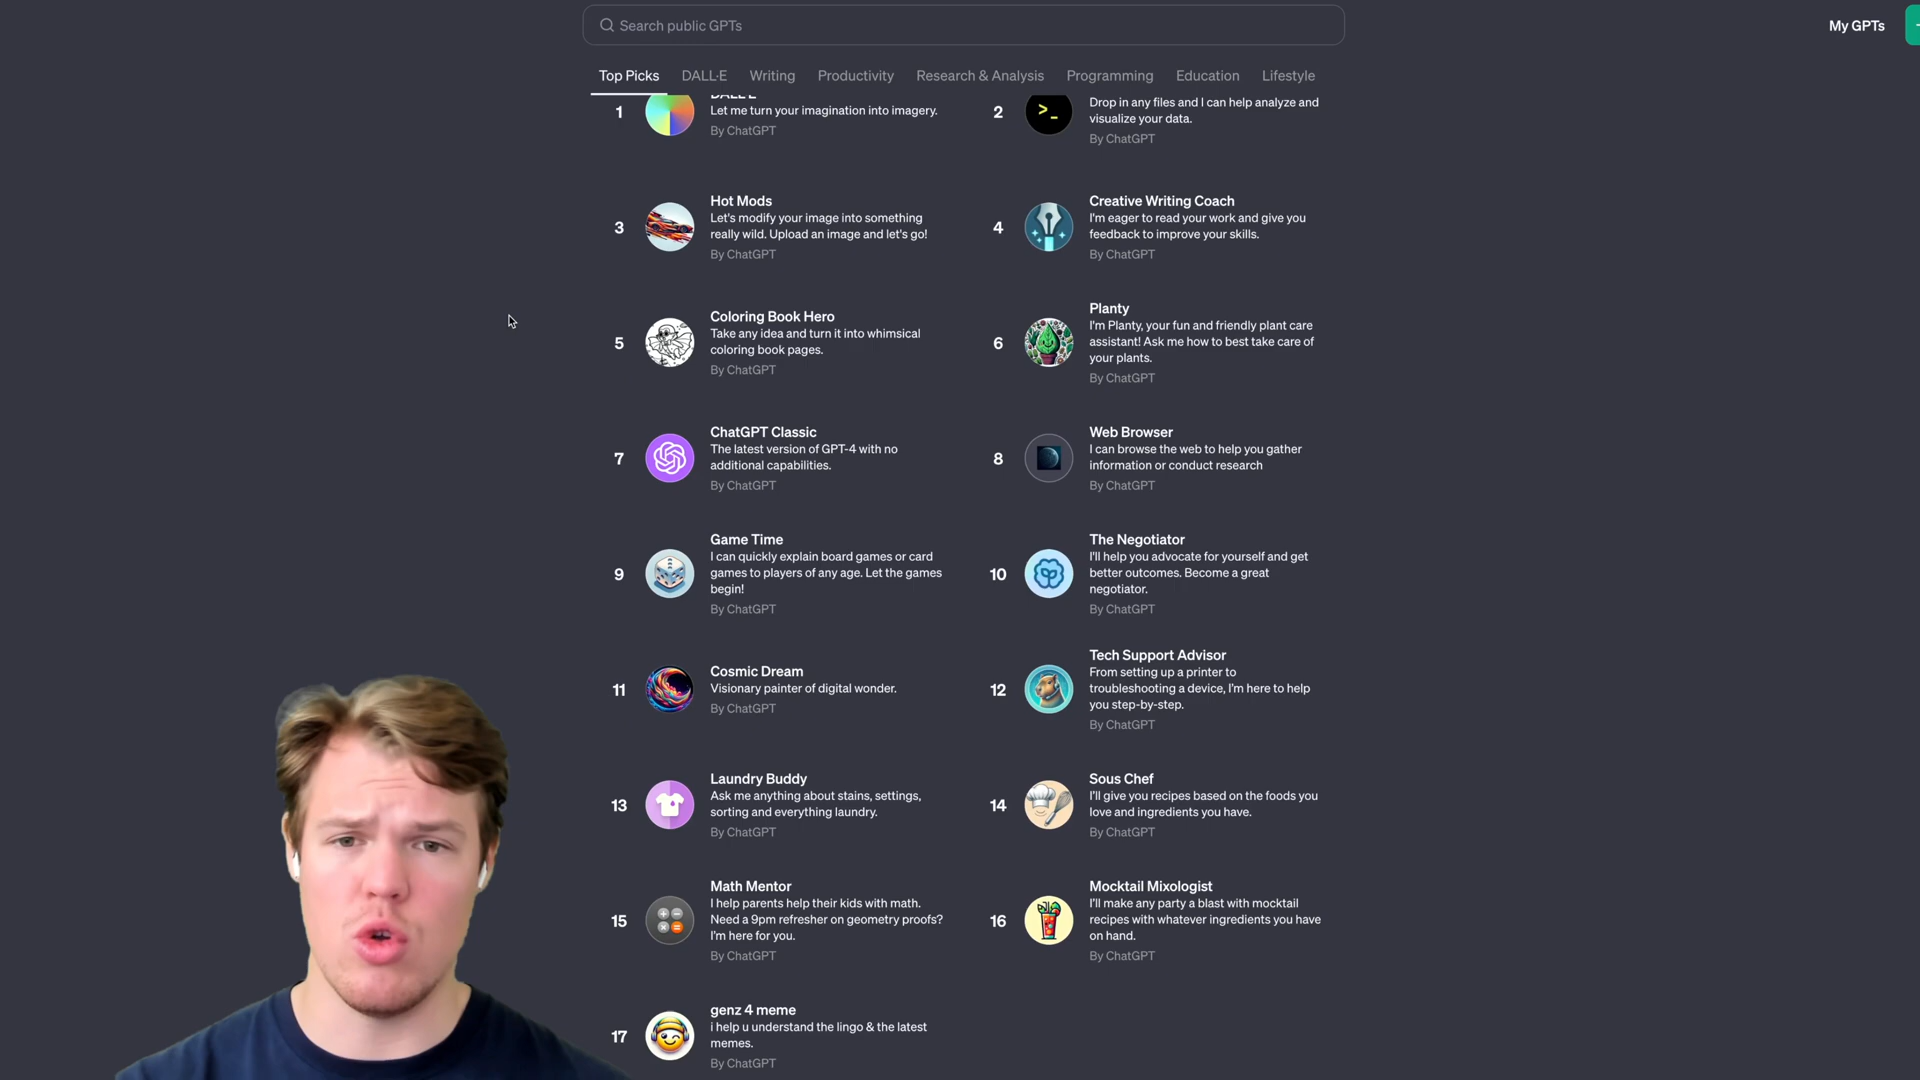 Search public GPTs
My GPTs
Top Picks
DALL·E
Writing
Productivity
Research & Analysis
Programming
Education
Lifestyle
1
DALL·E
Let me turn your imagination into imagery.
By ChatGPT
2
Drop in any files and I can help analyze and
visualize your data.
By ChatGPT
3
Hot Mods
Let's modify your image into something
really wild. Upload an image and let's go!
By ChatGPT
4
Creative Writing Coach
I'm eager to read your work and give you
feedback to improve your skills.
By ChatGPT
5
Coloring Book Hero
Take any idea and turn it into whimsical
coloring book pages.
By ChatGPT
6
Planty
I'm Planty, your fun and friendly plant care
assistant! Ask me how to best take care of
your plants.
By ChatGPT
7
ChatGPT Classic
The latest version of GPT-4 with no
additional capabilities.
By ChatGPT
8
Web Browser
I can browse the web to help you gather
information or conduct research
By ChatGPT
9
Game Time
I can quickly explain board games or card
games to players of any age. Let the games
begin!
By ChatGPT
10
The Negotiator
I'll help you advocate for yourself and get
better outcomes. Become a great
negotiator.
By ChatGPT
11
Cosmic Dream
Visionary painter of digital wonder.
By ChatGPT
12
Tech Support Advisor
From setting up a printer to
troubleshooting a device, I'm here to help
you step-by-step.
By ChatGPT
13
Laundry Buddy
Ask me anything about stains, settings,
sorting and everything laundry.
By ChatGPT
14
Sous Chef
I'll give you recipes based on the foods you
love and ingredients you have.
By ChatGPT
15
Math Mentor
I help parents help their kids with math.
Need a 9pm refresher on geometry proofs?
I'm here for you.
By ChatGPT
16
Mocktail Mixologist
I'll make any party a blast with mocktail
recipes with whatever ingredients you have
on hand.
By ChatGPT
17
genz 4 meme
i help u understand the lingo & the latest
memes.
By ChatGPT